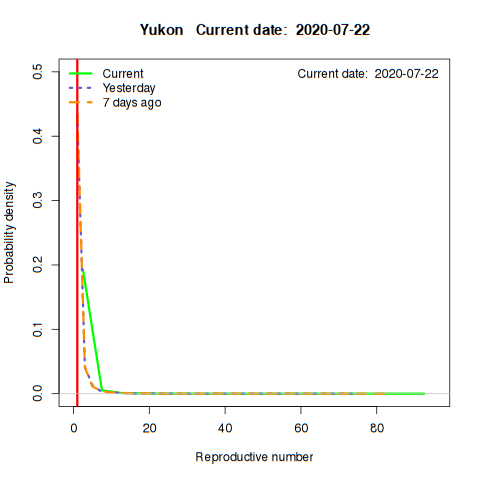 Yukon   Current date:  2020-07-22
Current
Yesterday
7 days ago
Current date:  2020-07-22
Probability density
0.5
0.4
0.3
0.2
0.1
0.0
0
20
40
60
80
Reproductive number